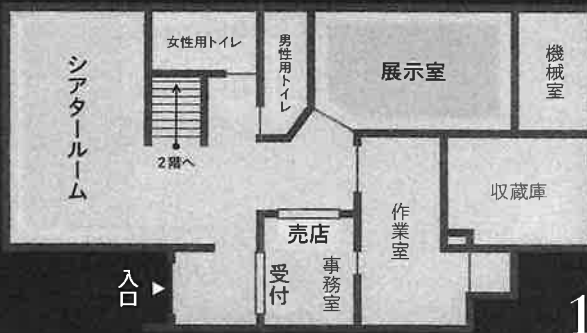 シアタールーム
女性用トイレ
男性用トイレ
展示室
機械室
2階へ
収蔵庫
作業室
売店
受付
事務室
入口
1